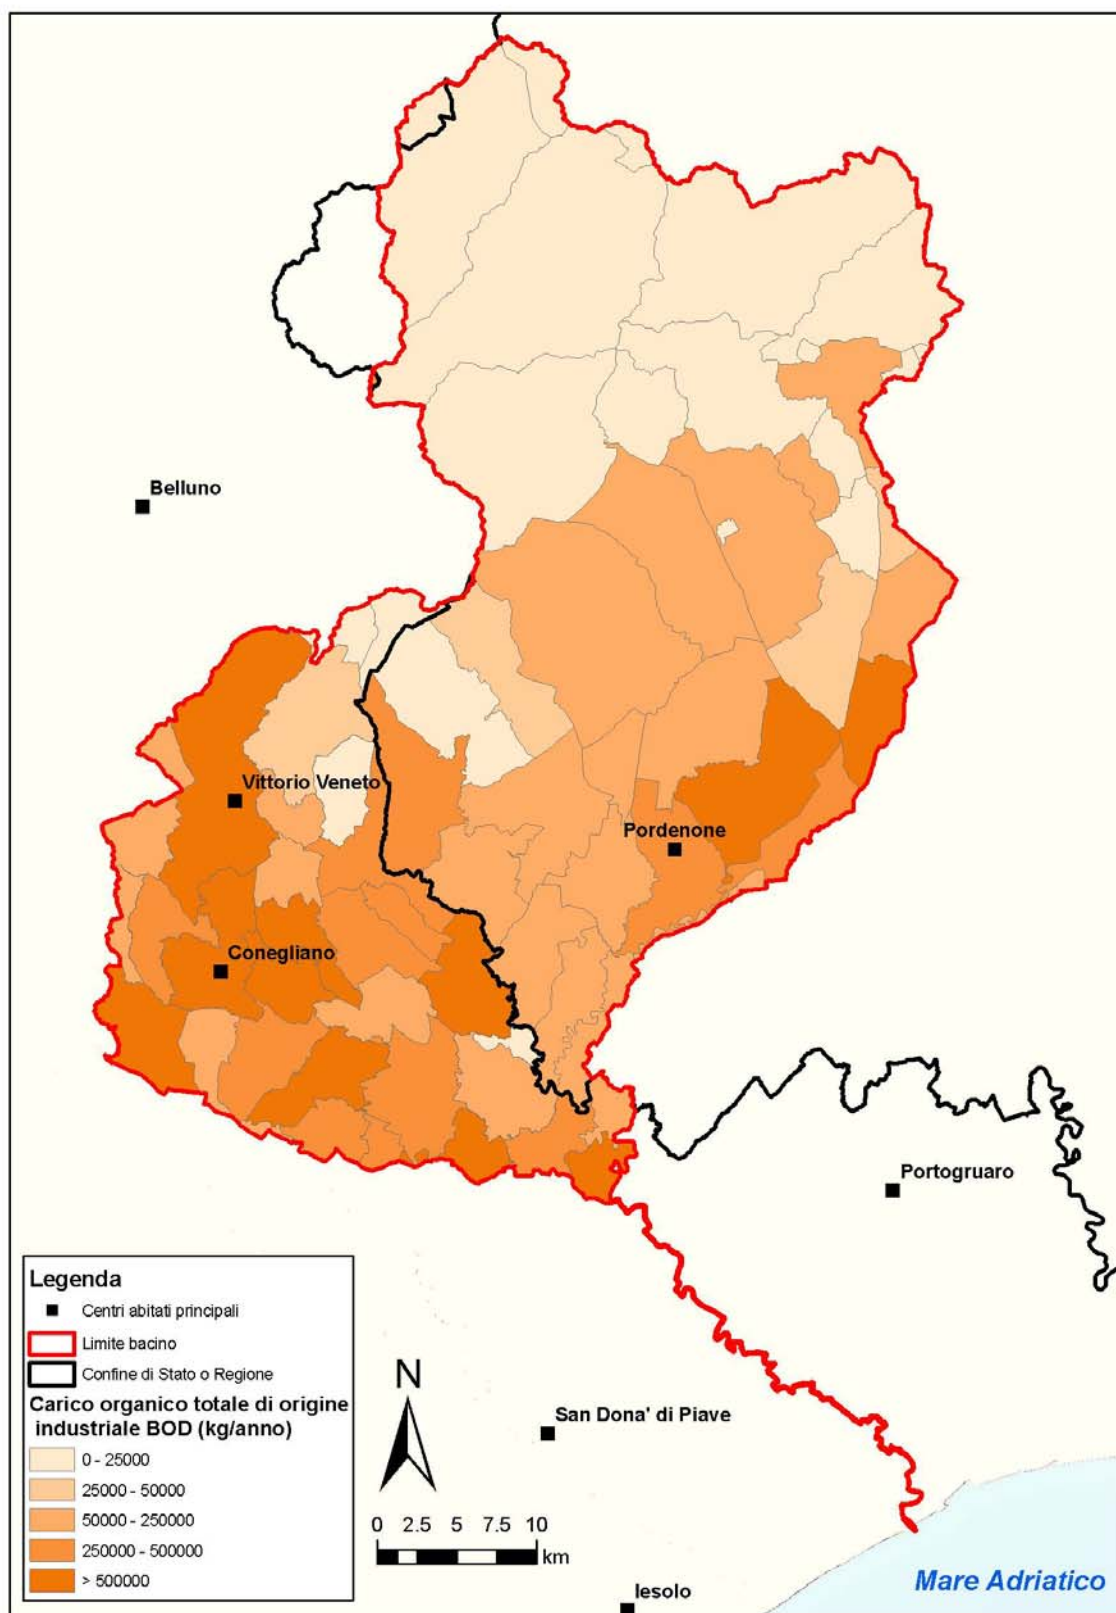 Belluno
Vittorio Veneto
Pordenone
Conegliano
Portogruaro
Legenda
Centri abitati principali
Limite bacino
Confine di Stato o Regione
Carico organico totale di origine
industriale BOD (kg/anno)
0 - 25000
25000 - 50000
50000 - 250000
250000 - 500000
> 500000
N
San Dona' di Piave
0 2.5 5 7.5 10
km
Mare Adriatico
Iesolo